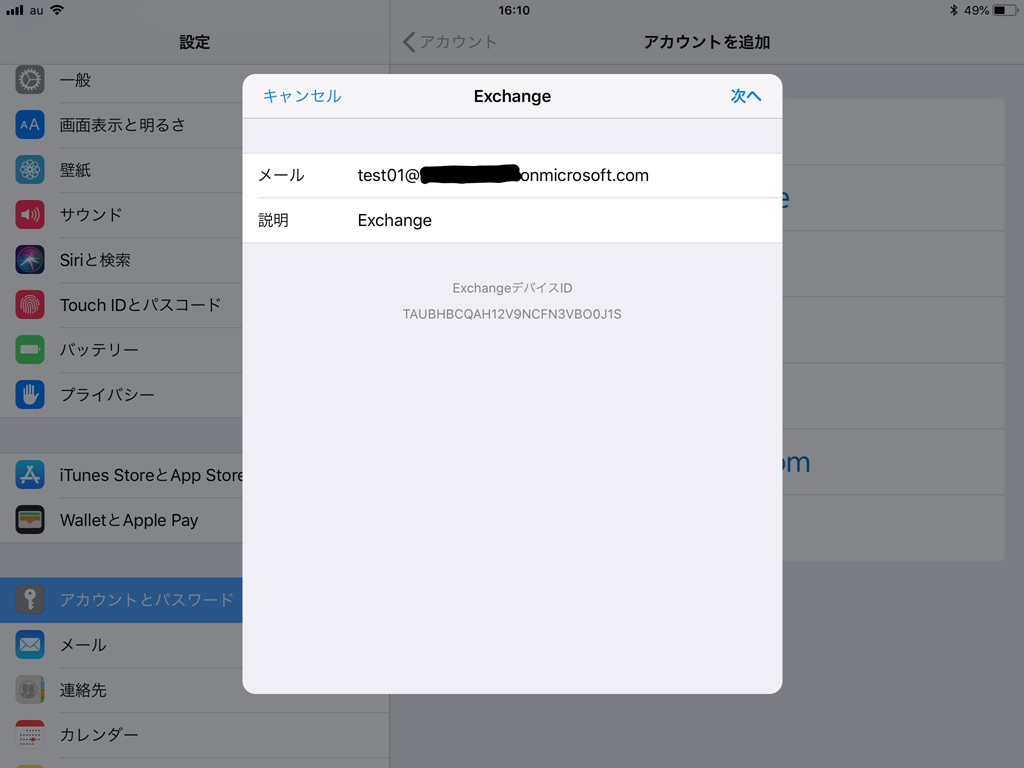 au 16:10 49%
設定
アカウント アカウントを追加
一般
画面表示と明るさ
壁紙
サウンド
Siriと検索
Touch IDとパスコード
バッテリー
プライバシー
iTunes StoreとApp Store
WalletとApple Pay
アカウントとパスワード
メール
連絡先
カレンダー
キャンセル Exchange 次へ
メール test01@ onmicrosoft.com
説明 Exchange
ExchangeデバイスID
TAUBHBCQAH12V9NCFN3VBO0J1S